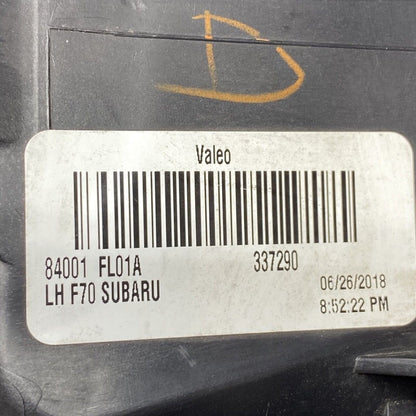 D
Valeo
84001 FL01A 337290
LH F70 SUBARU 06/26/2018
8:52:22 PM